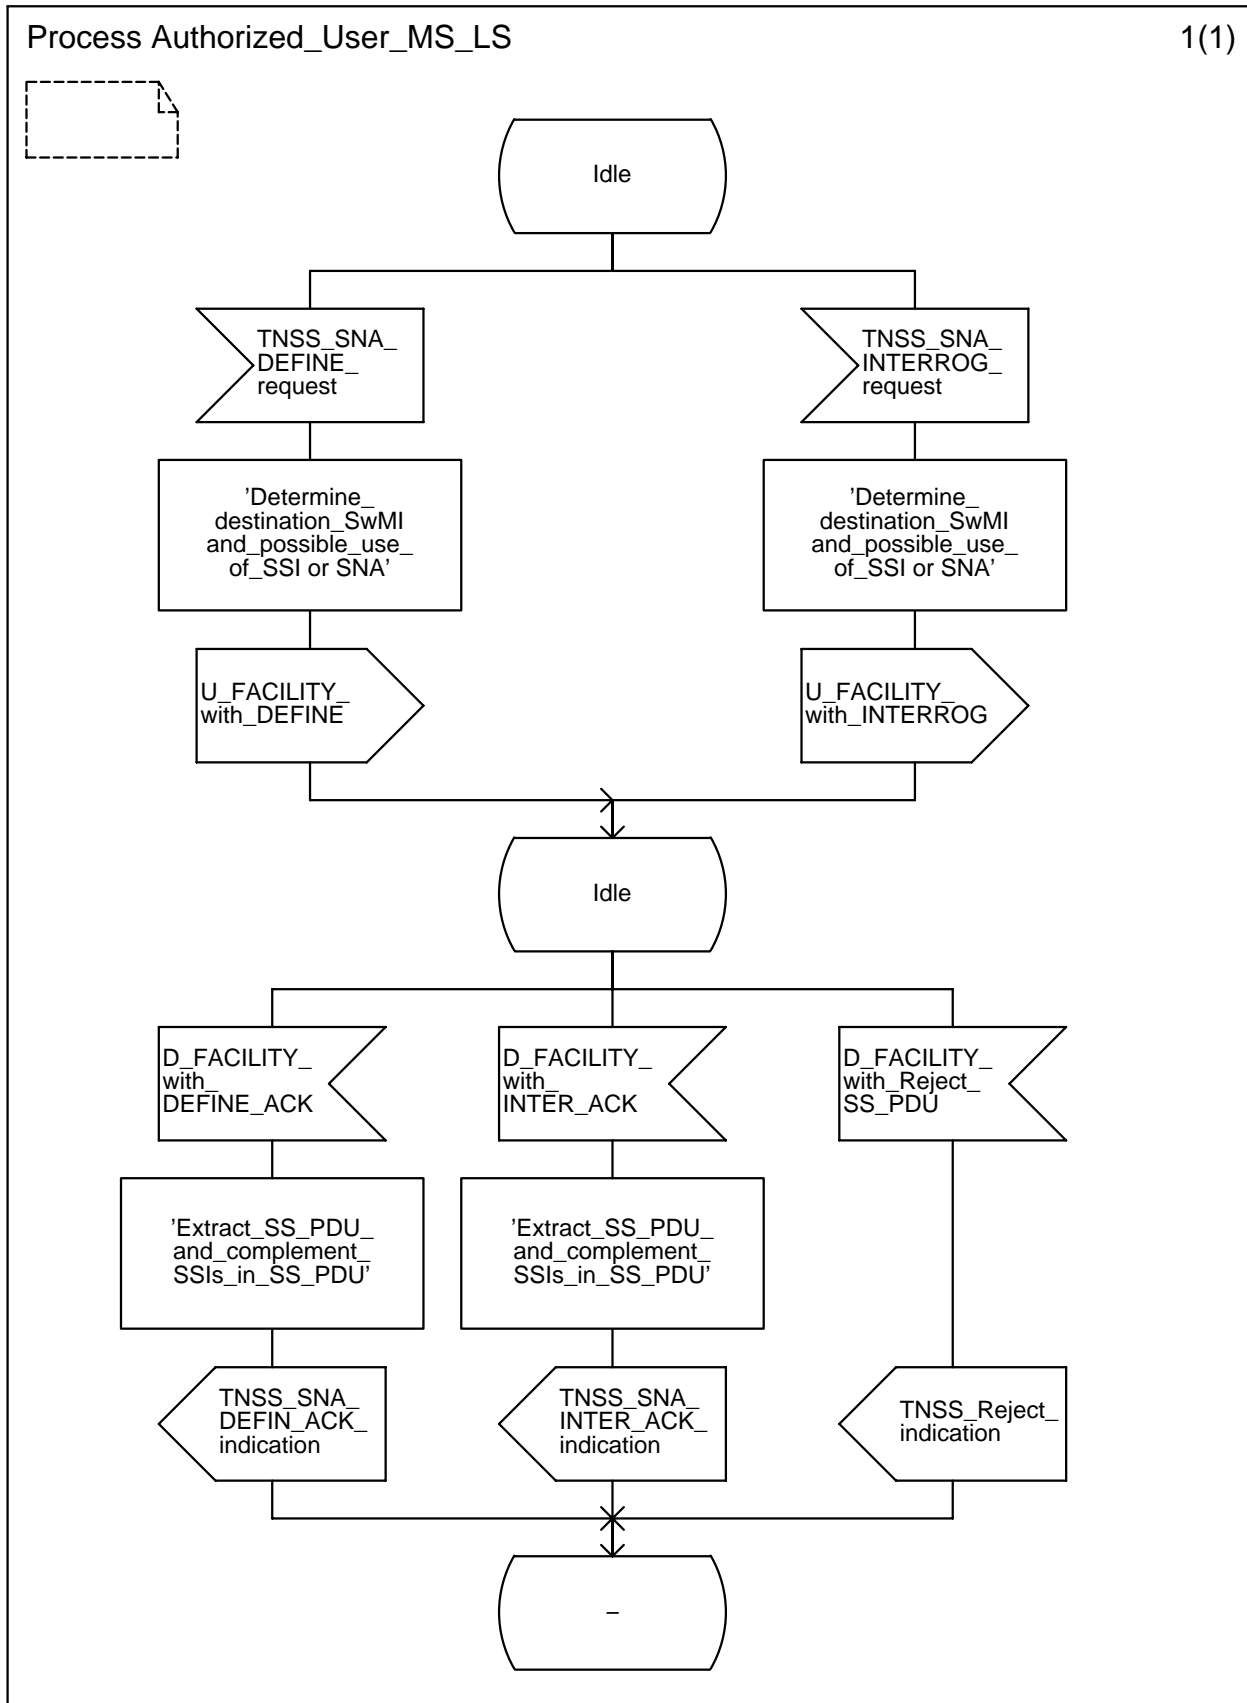 Process Authorized_User_MS_LS
1(1)
Idle
TNSS_SNA_
DEFINE_
request
TNSS_SNA_
INTERROG_
request
’Determine_
destination_SwMI
and_possible_use_
of_SSI or SNA’
’Determine_
destination_SwMI
and_possible_use_
of_SSI or SNA’
U_FACILITY_
with_DEFINE
U_FACILITY_
with_INTERROG
Idle
D_FACILITY_
with_
DEFINE_ACK
D_FACILITY_
with_
INTER_ACK
D_FACILITY_
with_Reject_
SS_PDU
’Extract_SS_PDU_
and_complement_
SSIs_in_SS_PDU’
’Extract_SS_PDU_
and_complement_
SSIs_in_SS_PDU’
TNSS_SNA_
DEFIN_ACK_
indication
TNSS_SNA_
INTER_ACK_
indication
TNSS_Reject_
indication
–